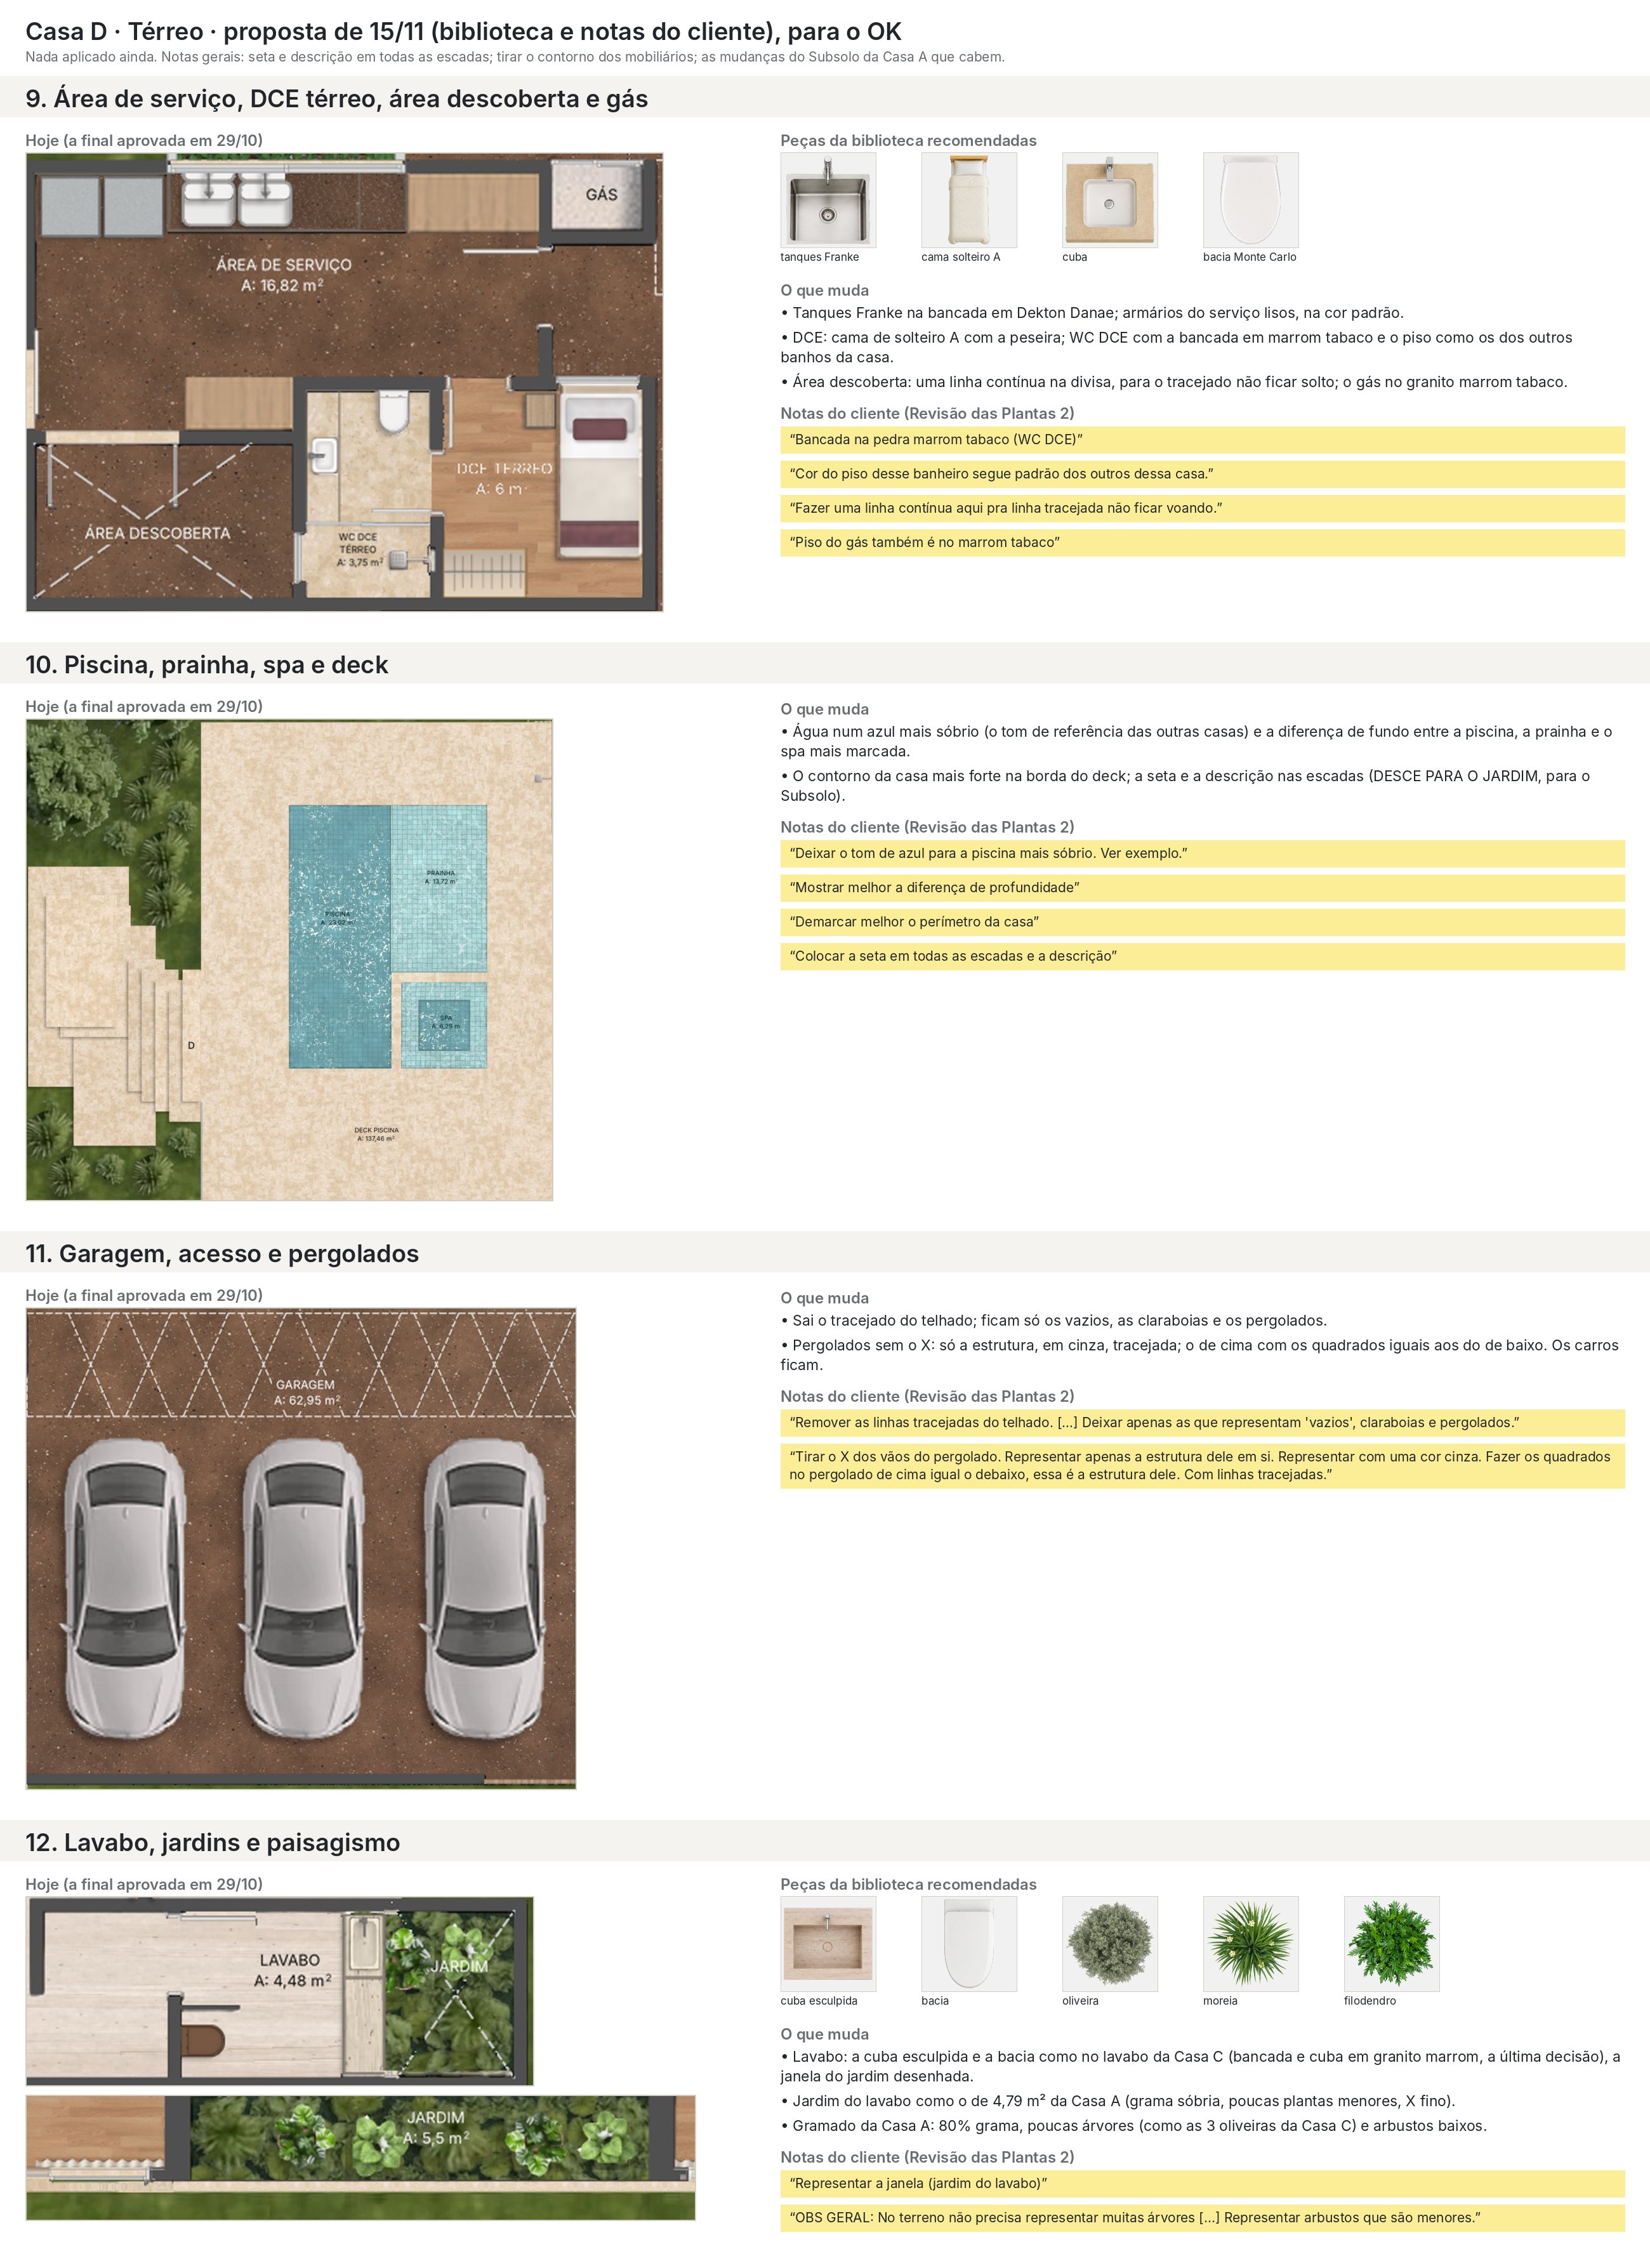 Casa D · Térreo · proposta de 15/11 (biblioteca e notas do cliente), para o OK
Nada aplicado ainda. Notas gerais: seta e descrição em todas as escadas; tirar o contorno dos mobiliários; as mudanças do Subsolo da Casa A que cabem.
9. Área de serviço, DCE térreo, área descoberta e gás
Hoje (a final aprovada em 29/10)
GÁS
ÁREA DE SERVIÇO
A: 16,82 m²
DCE TÉRREO
A: 6 m²
ÁREA DESCOBERTA
WC DCE
TÉRREO
A: 3,75 m²
Peças da biblioteca recomendadas
tanques Franke
cama solteiro A
cuba
bacia Monte Carlo
O que muda
• Tanques Franke na bancada em Dekton Danae; armários do serviço lisos, na cor padrão.
• DCE: cama de solteiro A com a peseira; WC DCE com a bancada em marrom tabaco e o piso como os dos outros
banhos da casa.
• Área descoberta: uma linha contínua na divisa, para o tracejado não ficar solto; o gás no granito marrom tabaco.
Notas do cliente (Revisão das Plantas 2)
“Bancada na pedra marrom tabaco (WC DCE)”
“Cor do piso desse banheiro segue padrão dos outros dessa casa.”
“Fazer uma linha contínua aqui pra linha tracejada não ficar voando.”
“Piso do gás também é no marrom tabaco”
10. Piscina, prainha, spa e deck
Hoje (a final aprovada em 29/10)
PRAINHA
A: 13,72 m²
PISCINA
SPA
D
DECK PISCINA
A: 137,46 m²
O que muda
• Água num azul mais sóbrio (o tom de referência das outras casas) e a diferença de fundo entre a piscina, a prainha e o
spa mais marcada.
• O contorno da casa mais forte na borda do deck; a seta e a descrição nas escadas (DESCE PARA O JARDIM, para o
Subsolo).
Notas do cliente (Revisão das Plantas 2)
“Deixar o tom de azul para a piscina mais sóbrio. Ver exemplo.”
“Mostrar melhor a diferença de profundidade”
“Demarcar melhor o perímetro da casa”
“Colocar a seta em todas as escadas e a descrição”
11. Garagem, acesso e pergolados
Hoje (a final aprovada em 29/10)
GARAGEM
A: 62,95 m²
O que muda
• Sai o tracejado do telhado; ficam só os vazios, as claraboias e os pergolados.
• Pergolados sem o X: só a estrutura, em cinza, tracejada; o de cima com os quadrados iguais aos do de baixo. Os carros
ficam.
Notas do cliente (Revisão das Plantas 2)
“Remover as linhas tracejadas do telhado. [...] Deixar apenas as que representam 'vazios', claraboias e pergolados.”
“Tirar o X dos vãos do pergolado. Representar apenas a estrutura dele em si. Representar com uma cor cinza. Fazer os quadrados
no pergolado de cima igual o debaixo, essa é a estrutura dele. Com linhas tracejadas.”
12. Lavabo, jardins e paisagismo
Hoje (a final aprovada em 29/10)
LAVABO
A: 4,48 m²
JARDIM
JARDIM
A: 5,5 m²
Peças da biblioteca recomendadas
cuba esculpida
bacia
oliveira
moreia
filodendro
O que muda
• Lavabo: a cuba esculpida e a bacia como no lavabo da Casa C (bancada e cuba em granito marrom, a última decisão), a
janela do jardim desenhada.
• Jardim do lavabo como o de 4,79 m² da Casa A (grama sóbria, poucas plantas menores, X fino).
• Gramado da Casa A: 80% grama, poucas árvores (como as 3 oliveiras da Casa C) e arbustos baixos.
Notas do cliente (Revisão das Plantas 2)
“Representar a janela (jardim do lavabo)”
“OBS GERAL: No terreno não precisa representar muitas árvores [...] Representar arbustos que são menores.”